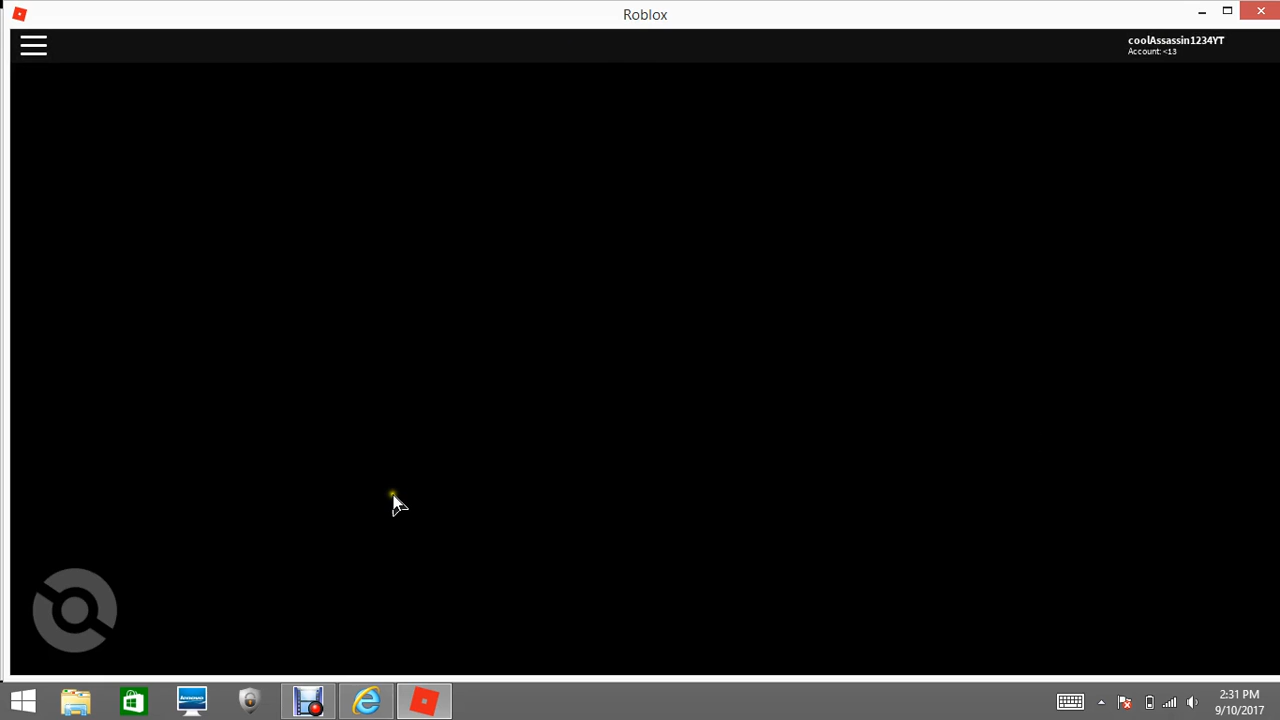 Roblox
coolAssassin1234YT
Account: <13
2:31 PM
9/10/2017